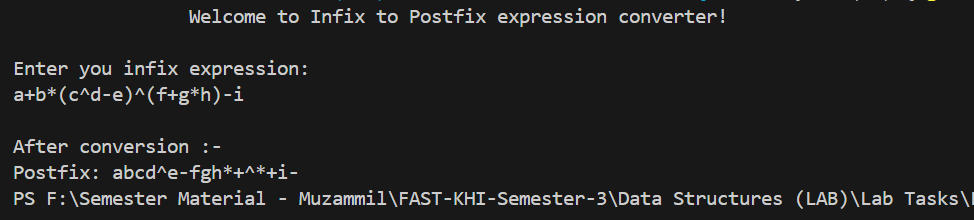 Welcome to Infix to Postfix expression converter!
Enter you infix expression:
a+b*(c^d-e)^(f+g*h)-i
After conversion :-
Postfix: abcd^e-fgh*+^*+i-
PS F:\Semester Material - Muzammil\FAST-KHI-Semester-3\Data Structures (LAB)\Lab Tasks\